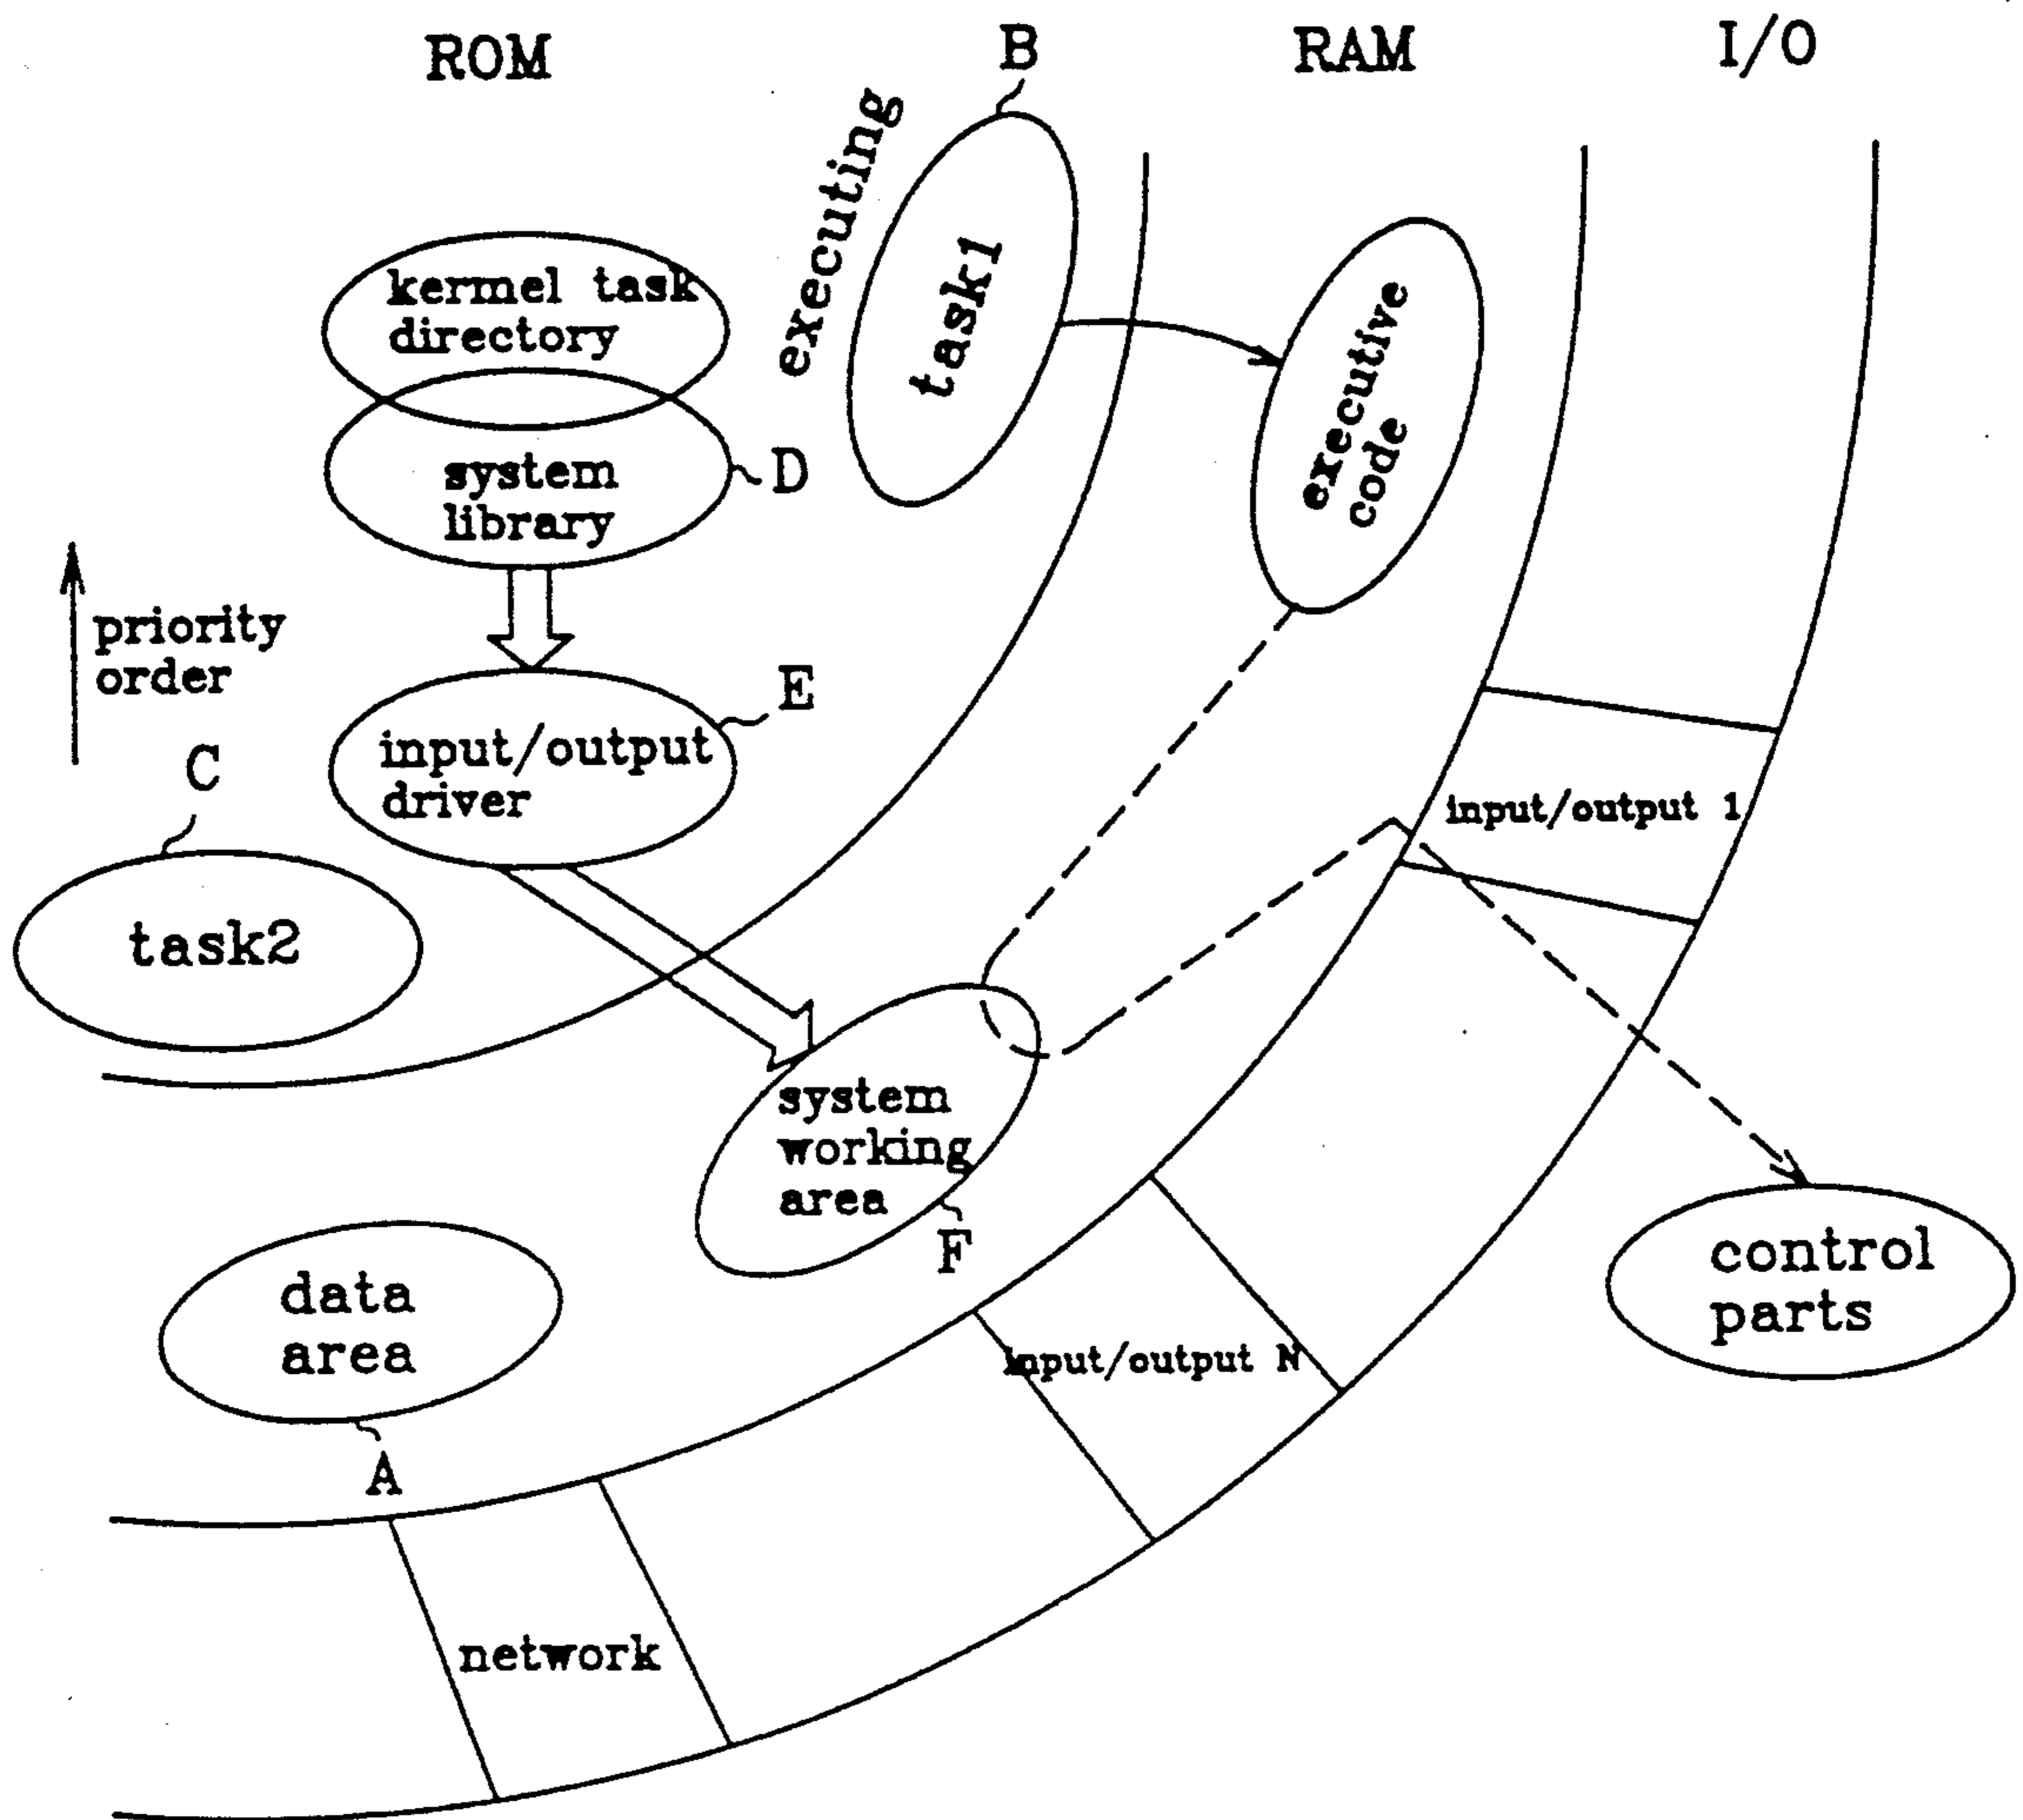 ROM
B
RAM
I/O
executing
task1
kermel task
directory
executive
code
system
library
D
priority
order
E
C
input/output
driver
input/output 1
task2
system
working
area
F
control
parts
data
area
input/output N
A
network